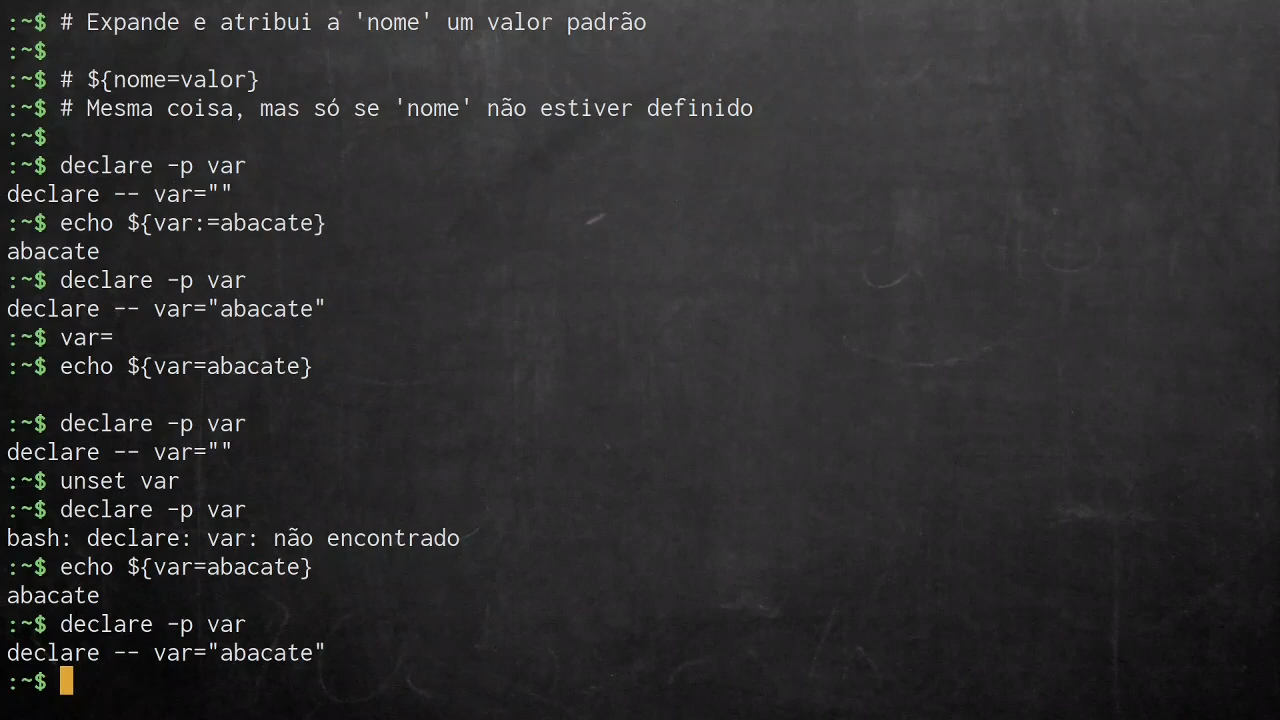 :~$ # Expande e atribui a 'nome' um valor padrão
:~$
:~$ # ${nome=valor}
:~$ # Mesma coisa, mas só se 'nome' não estiver definido
:~$
:~$ declare -p var
declare -- var=""
:~$ echo ${var:=abacate}
abacate
:~$ declare -p var
declare -- var="abacate"
:~$ var=
:~$ echo ${var=abacate}

:~$ declare -p var
declare -- var=""
:~$ unset var
:~$ declare -p var
bash: declare: var: não encontrado
:~$ echo ${var=abacate}
abacate
:~$ declare -p var
declare -- var="abacate"
:~$